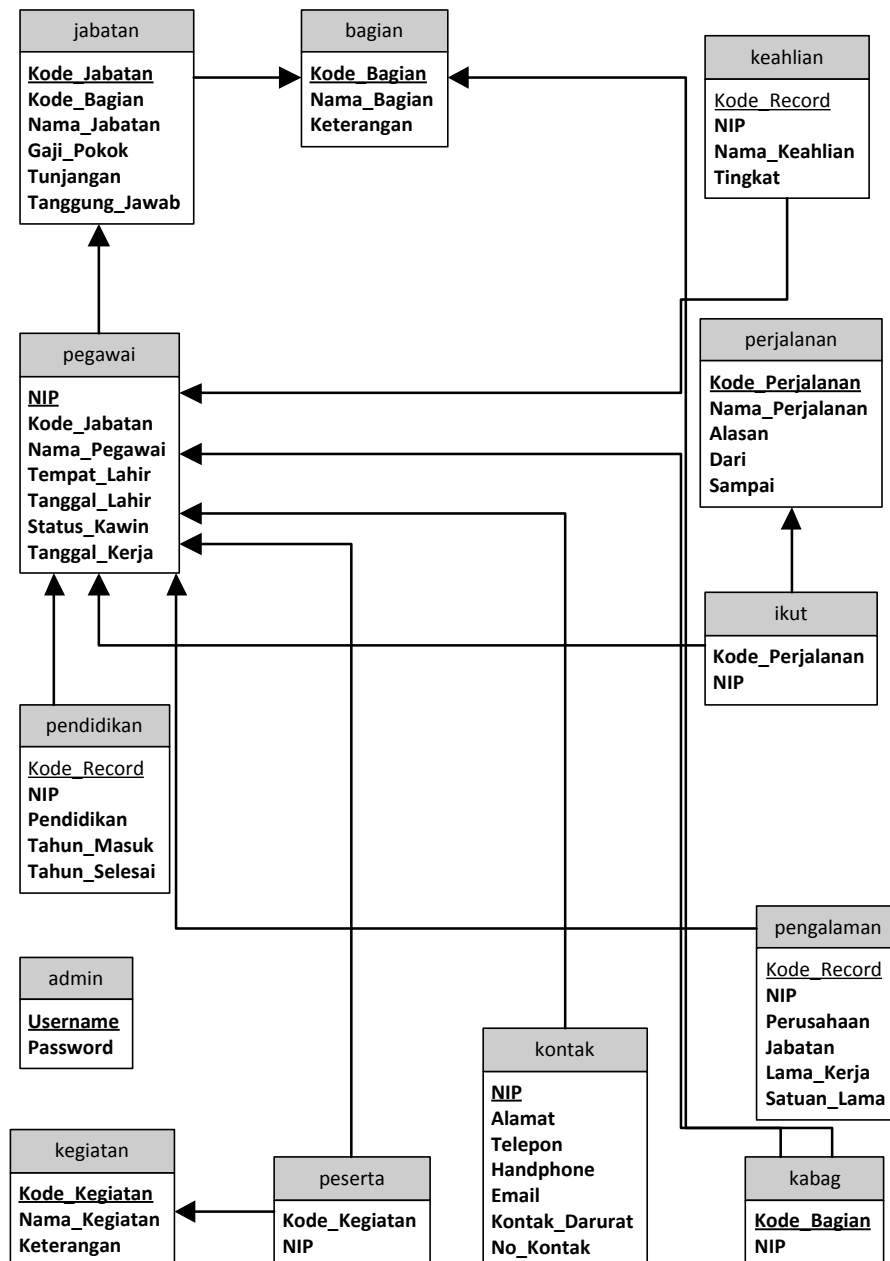 jabatan
Kode_Jabatan
Kode_Bagian
Nama_Jabatan
Gaji_Pokok
Tunjangan
Tanggung_Jawab
bagian
Kode_Bagian
Nama_Bagian
Keterangan
keahlian
Kode_Record
NIP
Nama_Keahlian
Tingkat
pegawai
NIP
Kode_Jabatan
Nama_Pegawai
Tempat_Lahir
Tanggal_Lahir
Status_Kawin
Tanggal_Kerja
perjalanan
Kode_Perjalanan
Nama_Perjalanan
Alasan
Dari
Sampai
ikut
Kode_Perjalanan
NIP
pendidikan
Kode_Record
NIP
Pendidikan
Tahun_Masuk
Tahun_Selesai
pengalaman
Kode_Record
NIP
Perusahaan
Jabatan
Lama_Kerja
Satuan_Lama
admin
Username
Password
kontak
NIP
Alamat
Telepon
Handphone
Email
Kontak_Darurat
No_Kontak
kegiatan
Kode_Kegiatan
Nama_Kegiatan
Keterangan
peserta
Kode_Kegiatan
NIP
kabag
Kode_Bagian
NIP